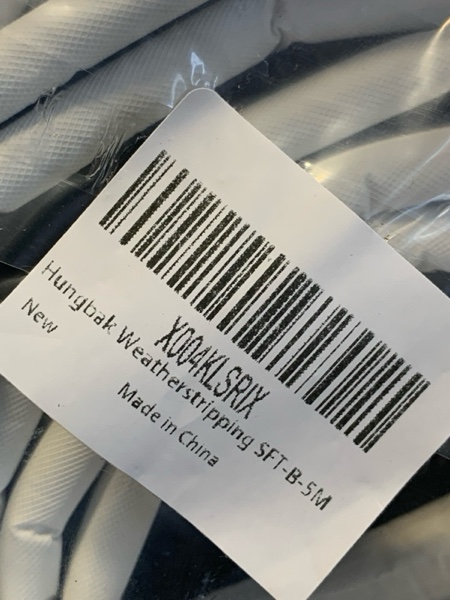 X004KLSRIX
Hungbak Weatherstripping SFT-B-5M
New
Made in China